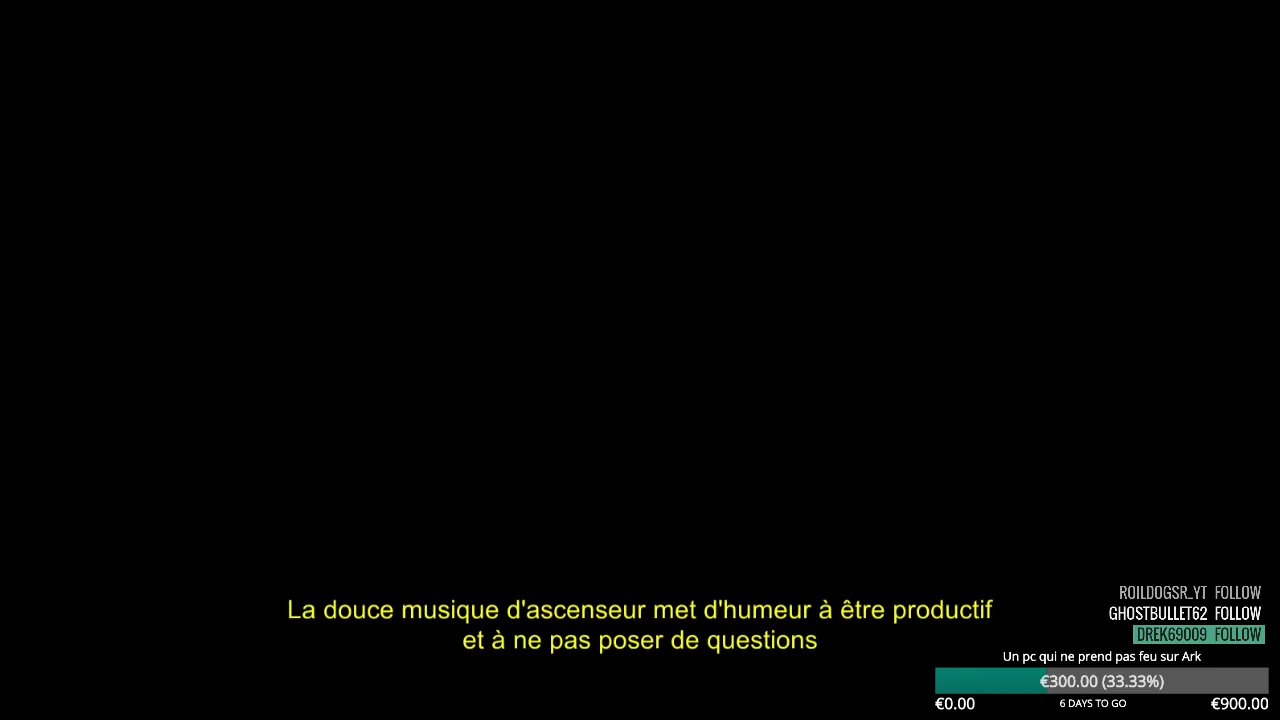 La douce musique d'ascenseur met d'humeur à être productif
et à ne pas poser de questions
ROILDOGSR_YT FOLLOW
GHOSTBULLET62 FOLLOW
DREK69009 FOLLOW
Un pc qui ne prend pas feu sur Ark
€300.00 (33.33%)
€0.00 6 DAYS TO GO €900.00